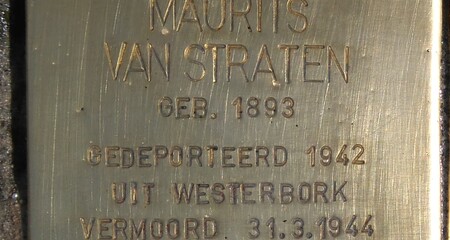 MAURITS
VAN STRATEN
GEB. 1893
GEDEPORTEERD 1942
UIT WESTERBORK
VERMOORD 31.3.1944